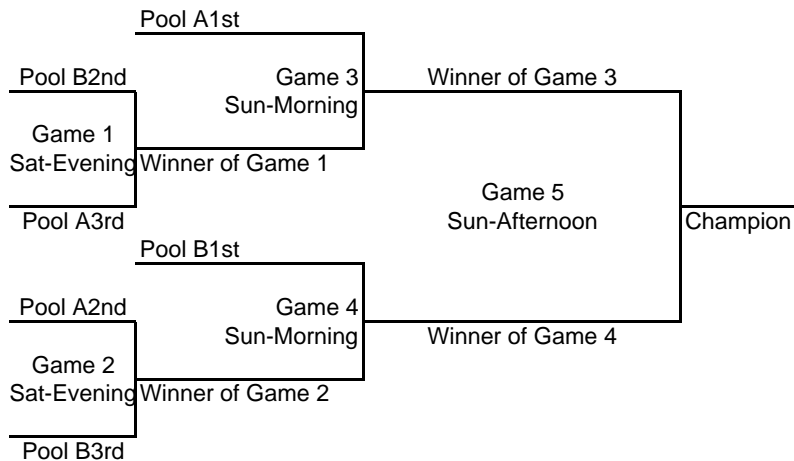 Pool A1st
Pool B2nd
Game 3
Sun-Morning
Winner of Game 3
Game 1
Sat-Evening
Winner of Game 1
Pool A3rd
Game 5
Sun-Afternoon
Champion
Pool B1st
Pool A2nd
Game 4
Sun-Morning
Winner of Game 4
Game 2
Sat-Evening
Winner of Game 2
Pool B3rd